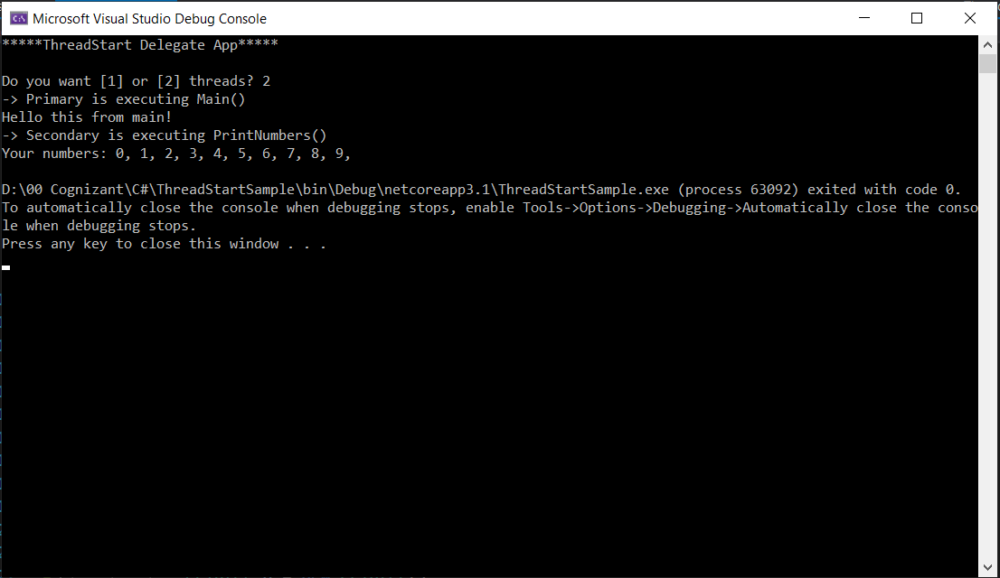 Microsoft Visual Studio Debug Console
*****ThreadStart Delegate App*****
Do you want [1] or [2] threads? 2
-> Primary is executing Main()
Hello this from main!
-> Secondary is executing PrintNumbers()
Your numbers: 0, 1, 2, 3, 4, 5, 6, 7, 8, 9,
D:\00 Cognizant\C#\ThreadStartSample\bin\Debug\netcoreapp3.1\ThreadStartSample.exe (process 63092) exited with code 0.
To automatically close the console when debugging stops, enable Tools->Options->Debugging->Automatically close the conso
le when debugging stops.
Press any key to close this window . . .